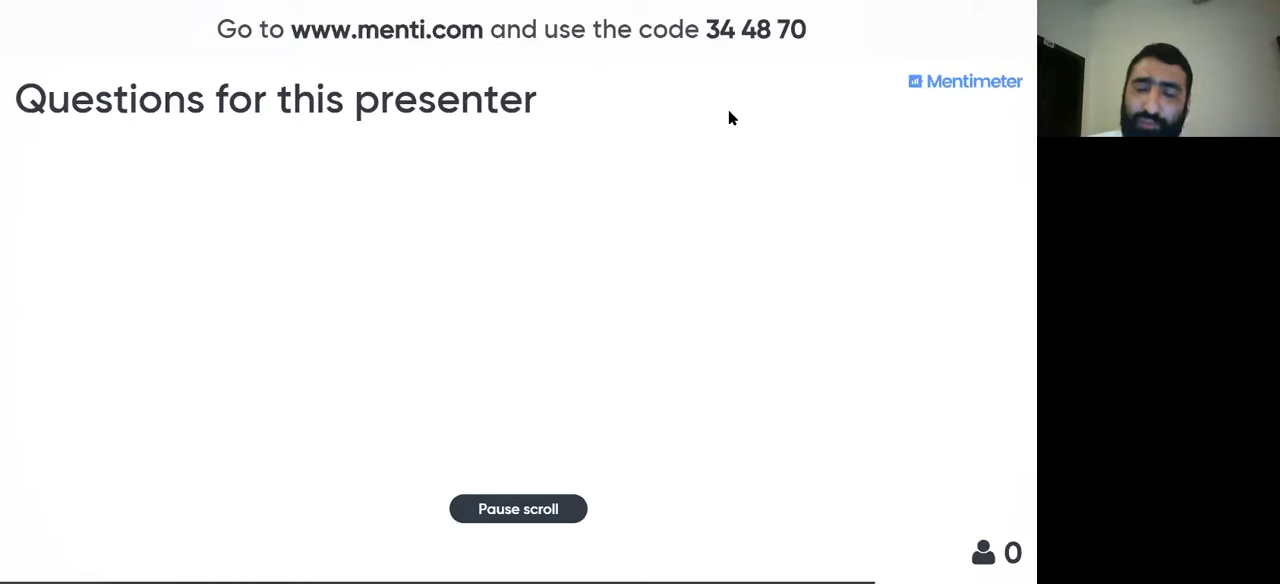 Go to www.menti.com and use the code 34 48 70
Mentimeter
Questions for this presenter
Pause scroll
0